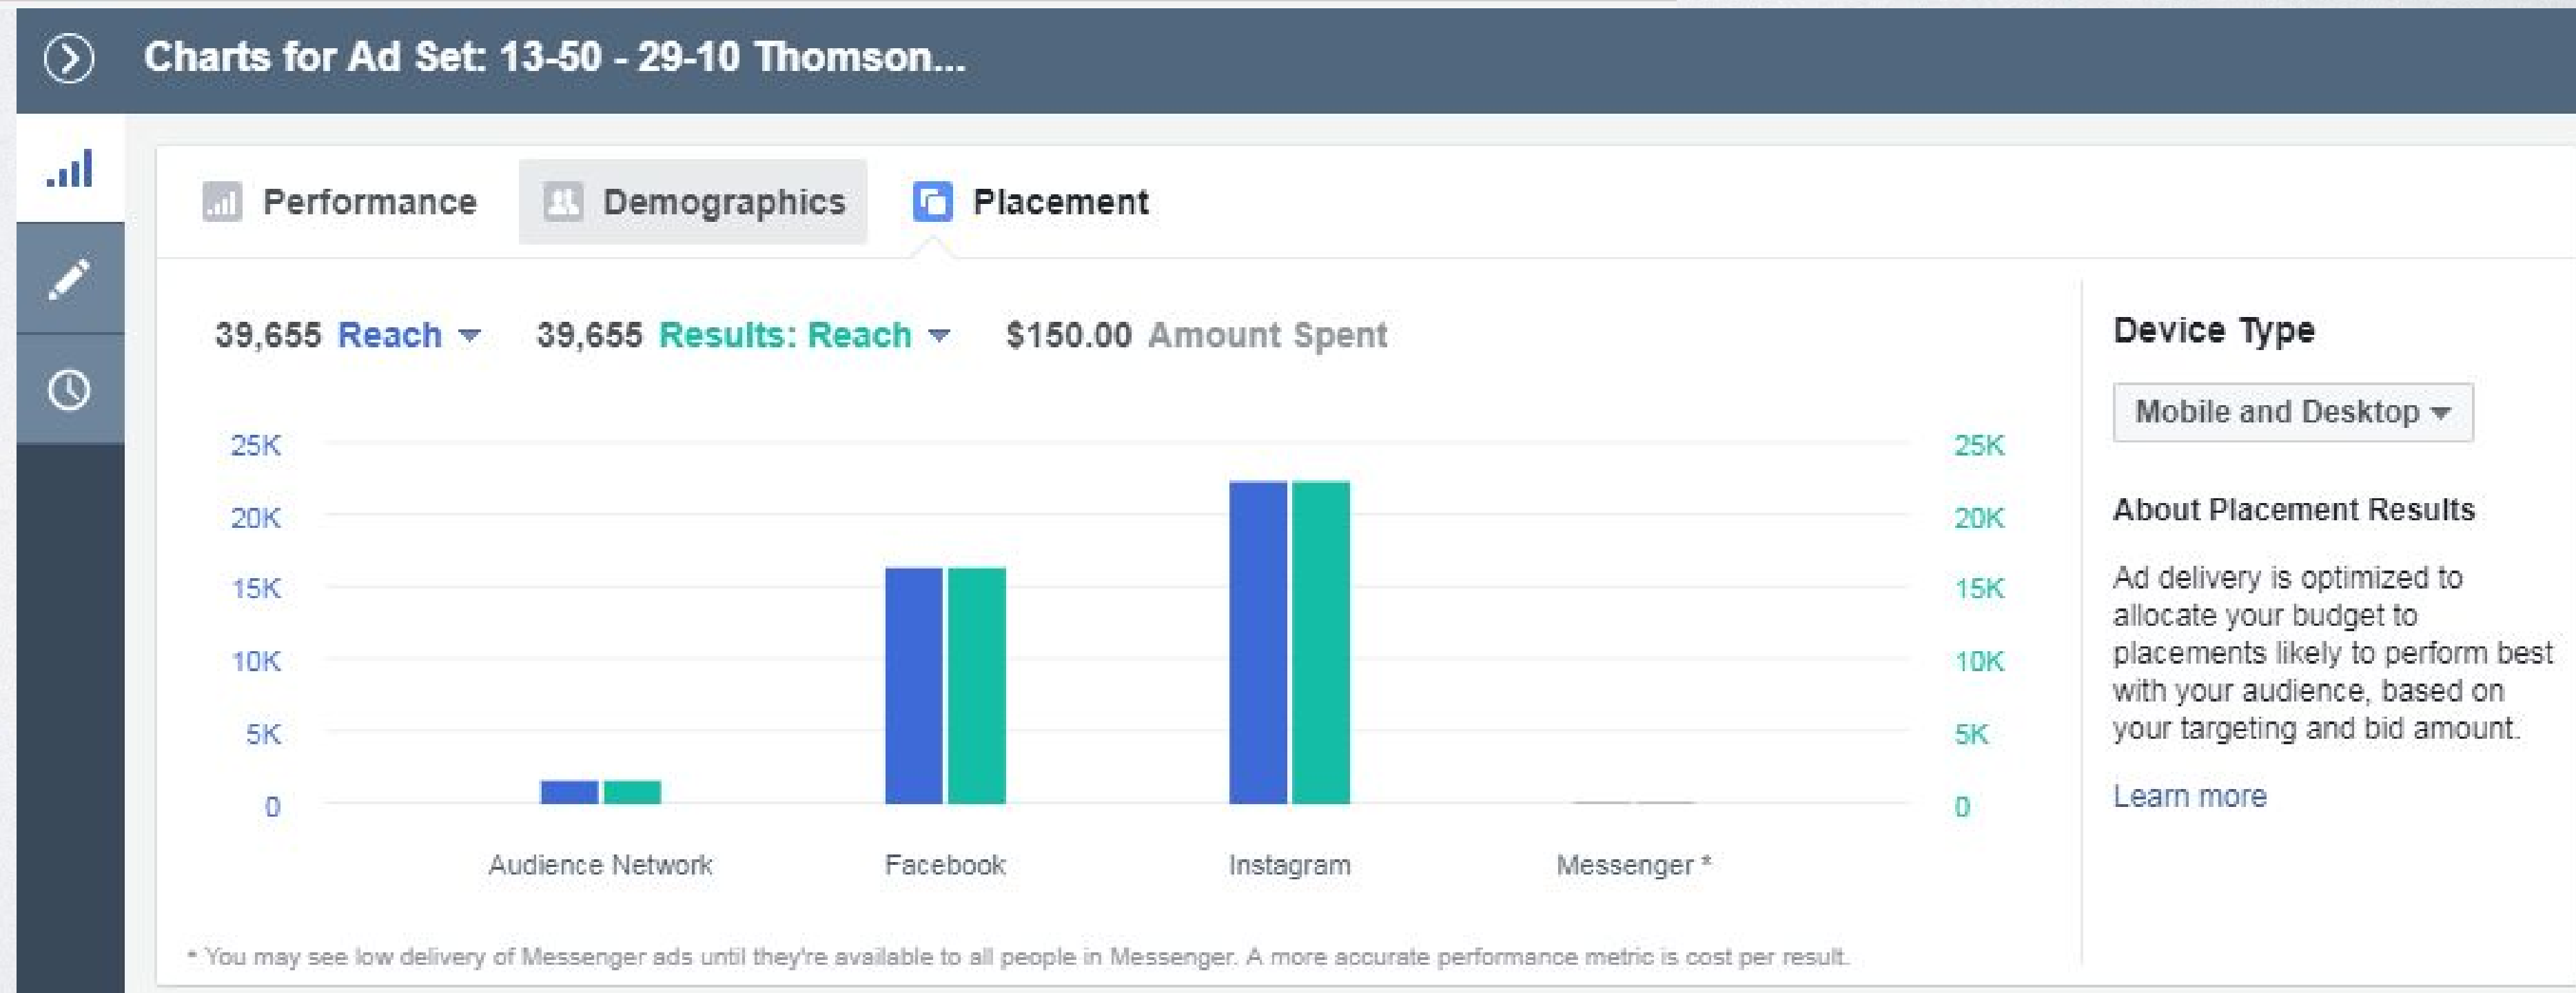 Charts for Ad Set: 13-50 - 29-10 Thomson...
Performance
Demographics
Placement
39,655 Reach
39,655 Results: Reach
$150.00 Amount Spent
25K
20K
15K
10K
5K
0
25K
20K
15K
10K
5K
0
Audience Network
Facebook
Instagram
Messenger *
* You may see low delivery of Messenger ads until they're available to all people in Messenger. A more accurate performance metric is cost per result.
Device Type
Mobile and Desktop
About Placement Results
Ad delivery is optimized to
allocate your budget to
placements likely to perform best
with your audience, based on
your targeting and bid amount.
Learn more